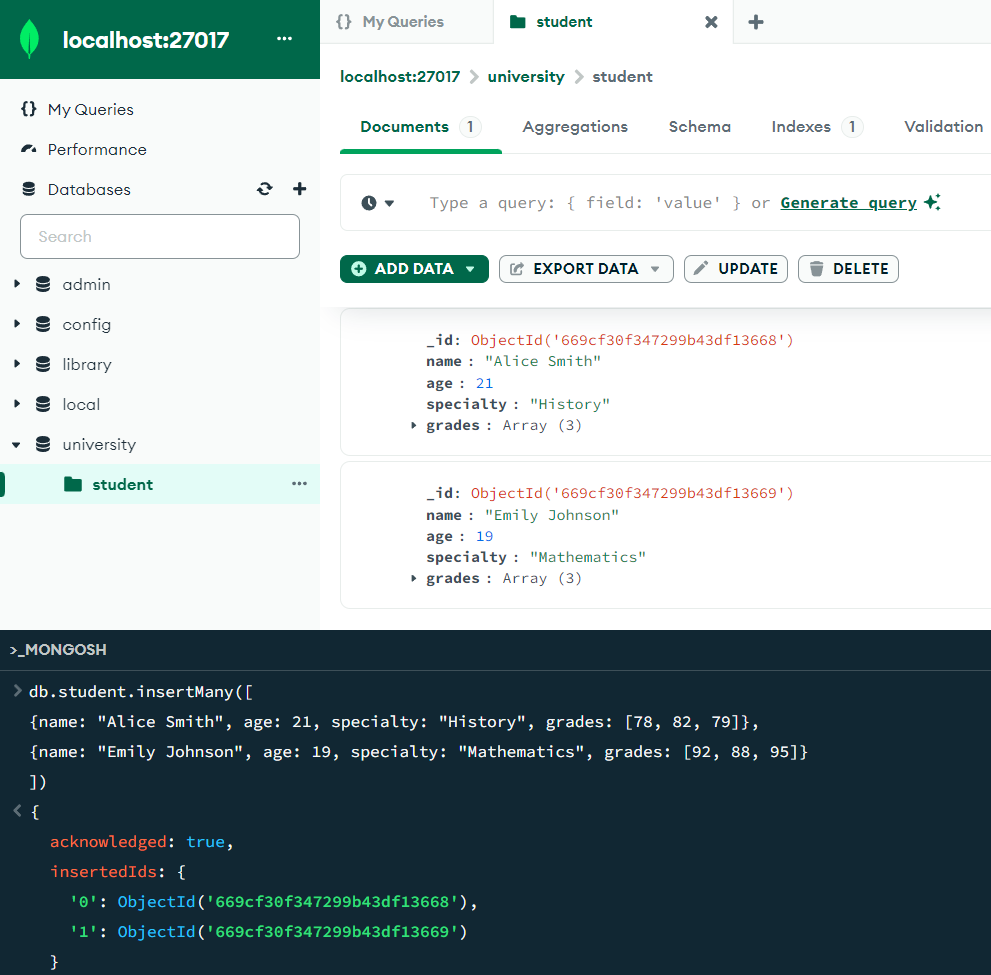 localhost:27017 ...
My Queries
Performance
Databases
Search
admin
config
library
local
university
student ...
{} My Queries
student
localhost:27017 > university > student
Documents 1 Aggregations Schema Indexes 1 Validation
Type a query: { field: 'value' } or Generate query
ADD DATA EXPORT DATA UPDATE DELETE
_id: ObjectId('669cf30f347299b43df13668')
name : "Alice Smith"
age : 21
specialty : "History"
grades : Array (3)
_id: ObjectId('669cf30f347299b43df13669')
name : "Emily Johnson"
age : 19
specialty : "Mathematics"
grades : Array (3)
>_MONGOSH
> db.student.insertMany([
{name: "Alice Smith", age: 21, specialty: "History", grades: [78, 82, 79]},
{name: "Emily Johnson", age: 19, specialty: "Mathematics", grades: [92, 88, 95]}
])
< {
acknowledged: true,
insertedIds: {
'0': ObjectId('669cf30f347299b43df13668'),
'1': ObjectId('669cf30f347299b43df13669')
}